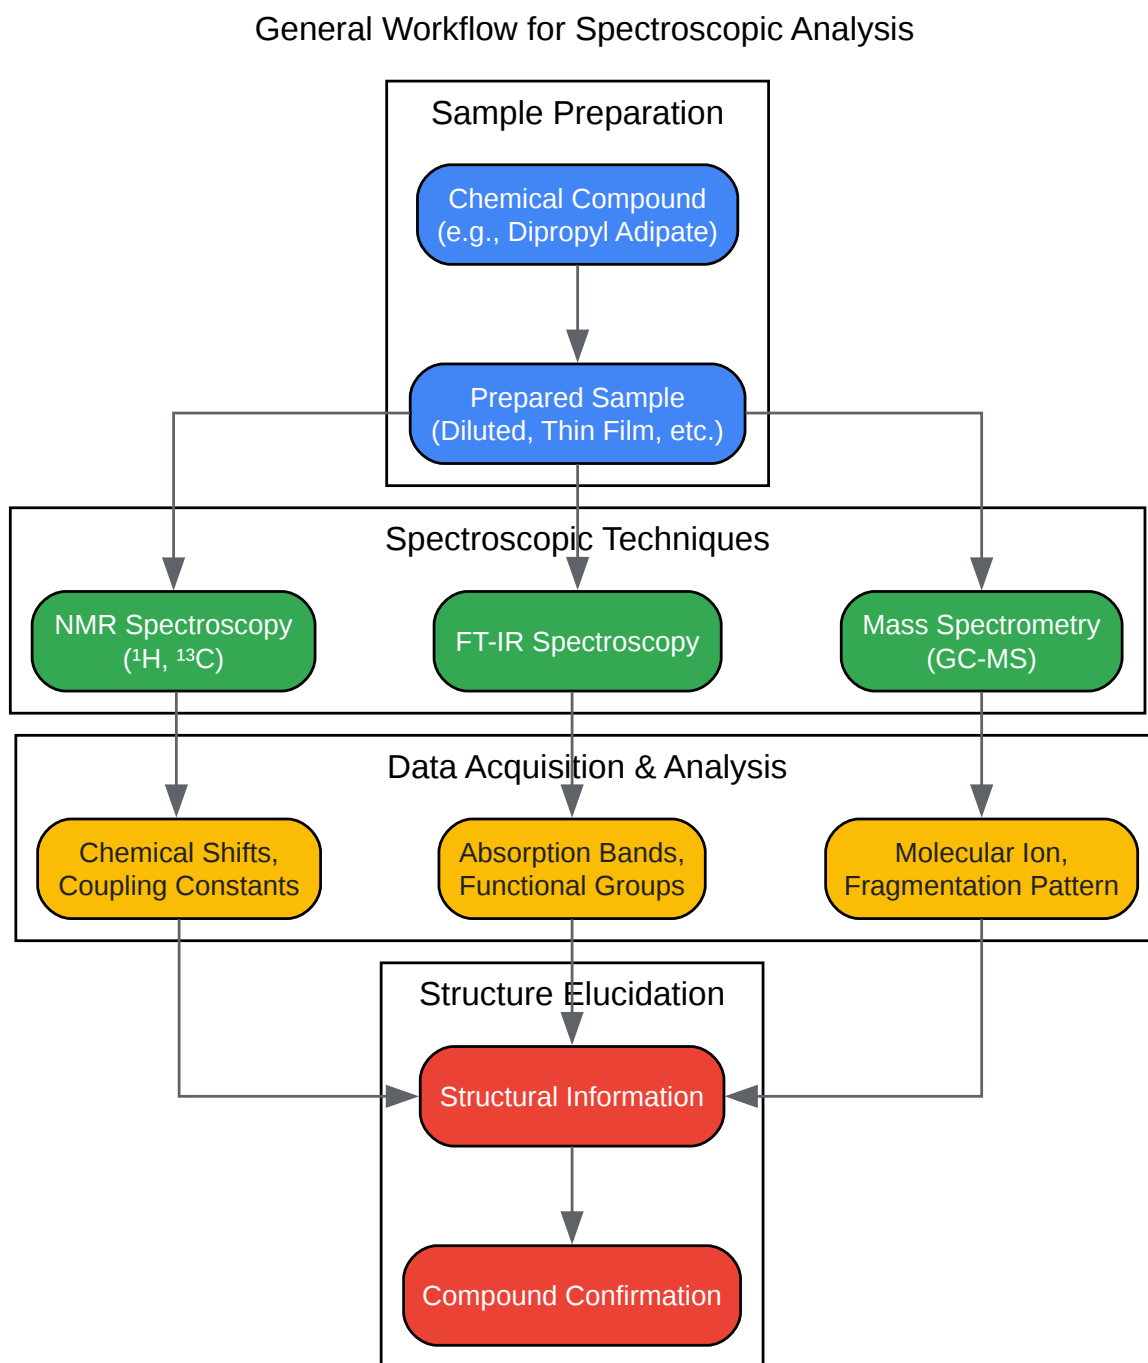 General Workflow for Spectroscopic Analysis
Sample Preparation
Chemical Compound
(e.g., Dipropyl Adipate)
Prepared Sample
(Diluted, Thin Film, etc.)
Spectroscopic Techniques
NMR Spectroscopy
(¹H, ¹³C)
FT-IR Spectroscopy
Mass Spectrometry
(GC-MS)
Data Acquisition & Analysis
Chemical Shifts,
Coupling Constants
Absorption Bands,
Functional Groups
Molecular Ion,
Fragmentation Pattern
Structure Elucidation
Structural Information
Compound Confirmation